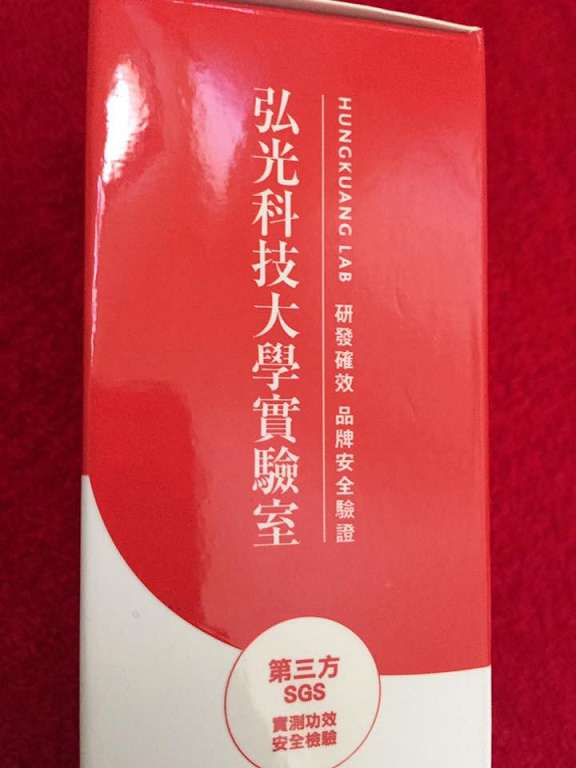 HUNGKUANG LAB 研發確效 品牌安全驗證
弘光科技大學實驗室
第三方
SGS
實測功效
安全檢驗